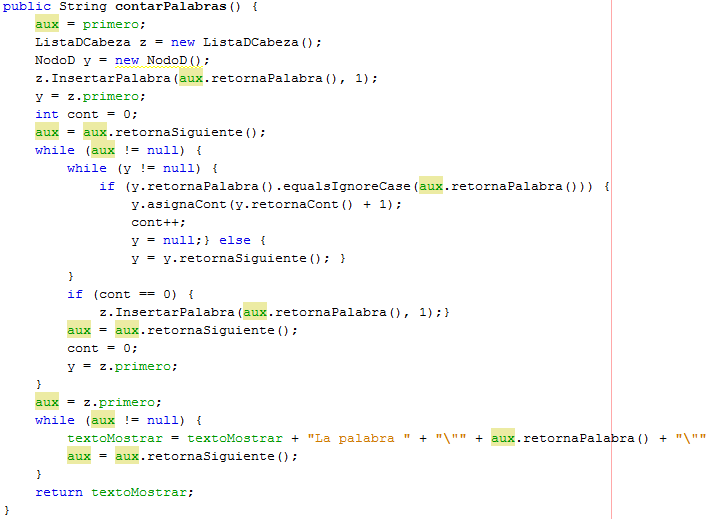 public String contarPalabras() {
    aux = primero;
    ListaDCabeza z = new ListaDCabeza();
    NodoD y = new NodoD();
    z.InsertarPalabra(aux.retornaPalabra(), 1);
    y = z.primero;
    int cont = 0;
    aux = aux.retornaSiguiente();
    while (aux != null) {
        while (y != null) {
            if (y.retornaPalabra().equalsIgnoreCase(aux.retornaPalabra())) {
                y.asignaCont(y.retornaCont() + 1);
                cont++;
                y = null;} else {
                y = y.retornaSiguiente(); }
        }
        if (cont == 0) {
            z.InsertarPalabra(aux.retornaPalabra(), 1);}
        aux = aux.retornaSiguiente();
        cont = 0;
        y = z.primero;
    }
    aux = z.primero;
    while (aux != null) {
        textoMostrar = textoMostrar + "La palabra " + "\"" + aux.retornaPalabra() + "\""
        aux = aux.retornaSiguiente();
    }
    return textoMostrar;
}